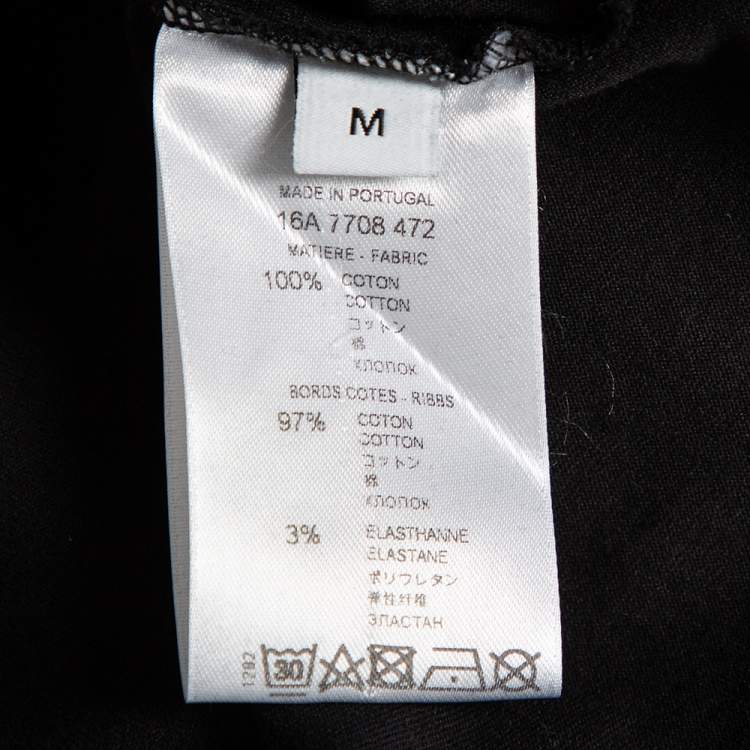 M
MADE IN PORTUGAL
16A 7708 472
MATIERE - FABRIC
100% COTON
COTTON
コットン
棉
ХЛОПОК
BORDS COTES - RIBBS
97% COTON
COTTON
コットン
棉
ХЛОПОК
3% ELASTHANNE
ELASTANE
ポリウレタン
弹性纤维
ЭЛАСТАН
1292
30